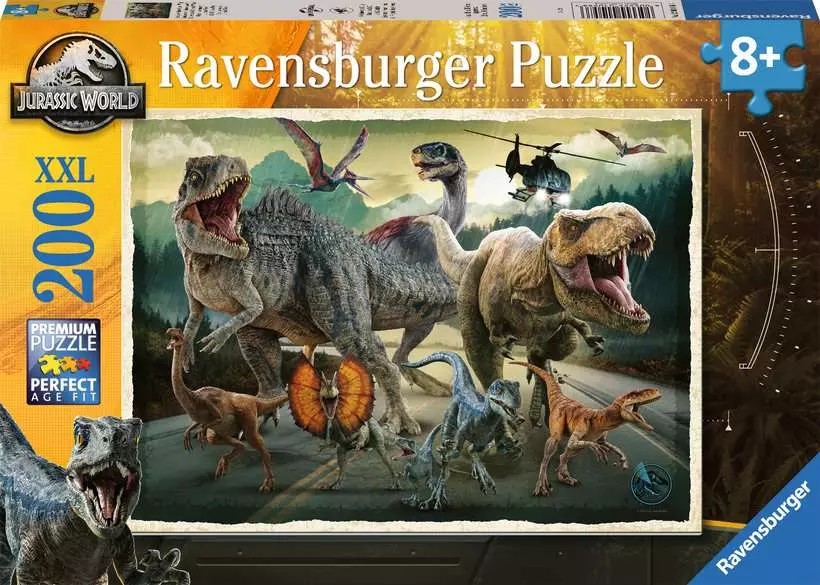 Ravensburger
JURASSIC WORLD
Ravensburger Puzzle
8+
XXL
200
PREMIUM
PUZZLE
PERFECT
AGE FIT
Ravensburger